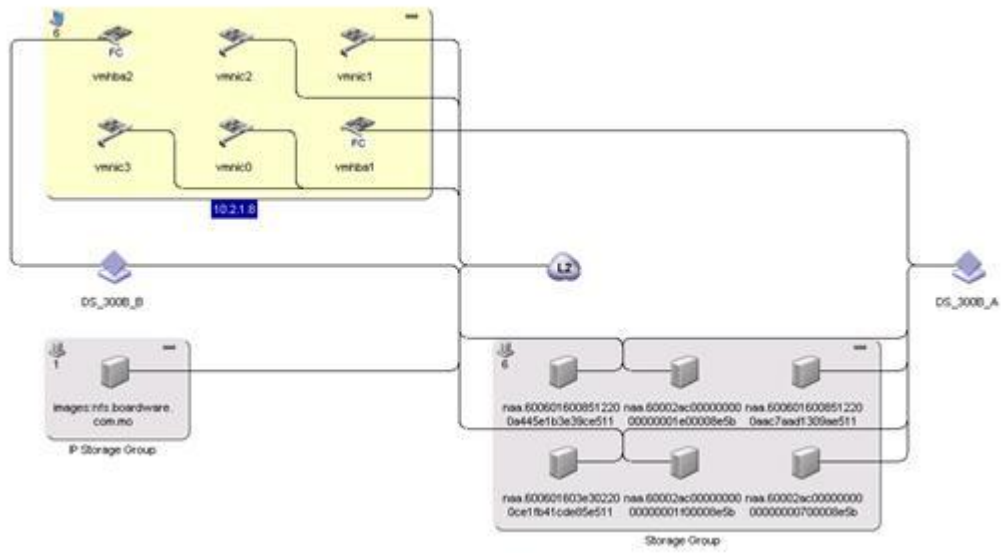 6
FC
vmhba2
vmnic2
vmnic1
vmnic3
vmnic0
FC
vmhba1
10.2.1.8
DS_300B_B
L2
DS_300B_A
1
images:nfs.boardware.
com.mo
IP Storage Group
6
naa.600601600851220
0a445e1b3e39ce511
naa.60002ac00000000
00000001e00008e5b
naa.600601600851220
0aac7aad1309ae511
naa.600601603e30220
0ce1fb41cde85e511
naa.60002ac00000000
00000001f00008e5b
naa.60002ac00000000
00000000700008e5b
Storage Group